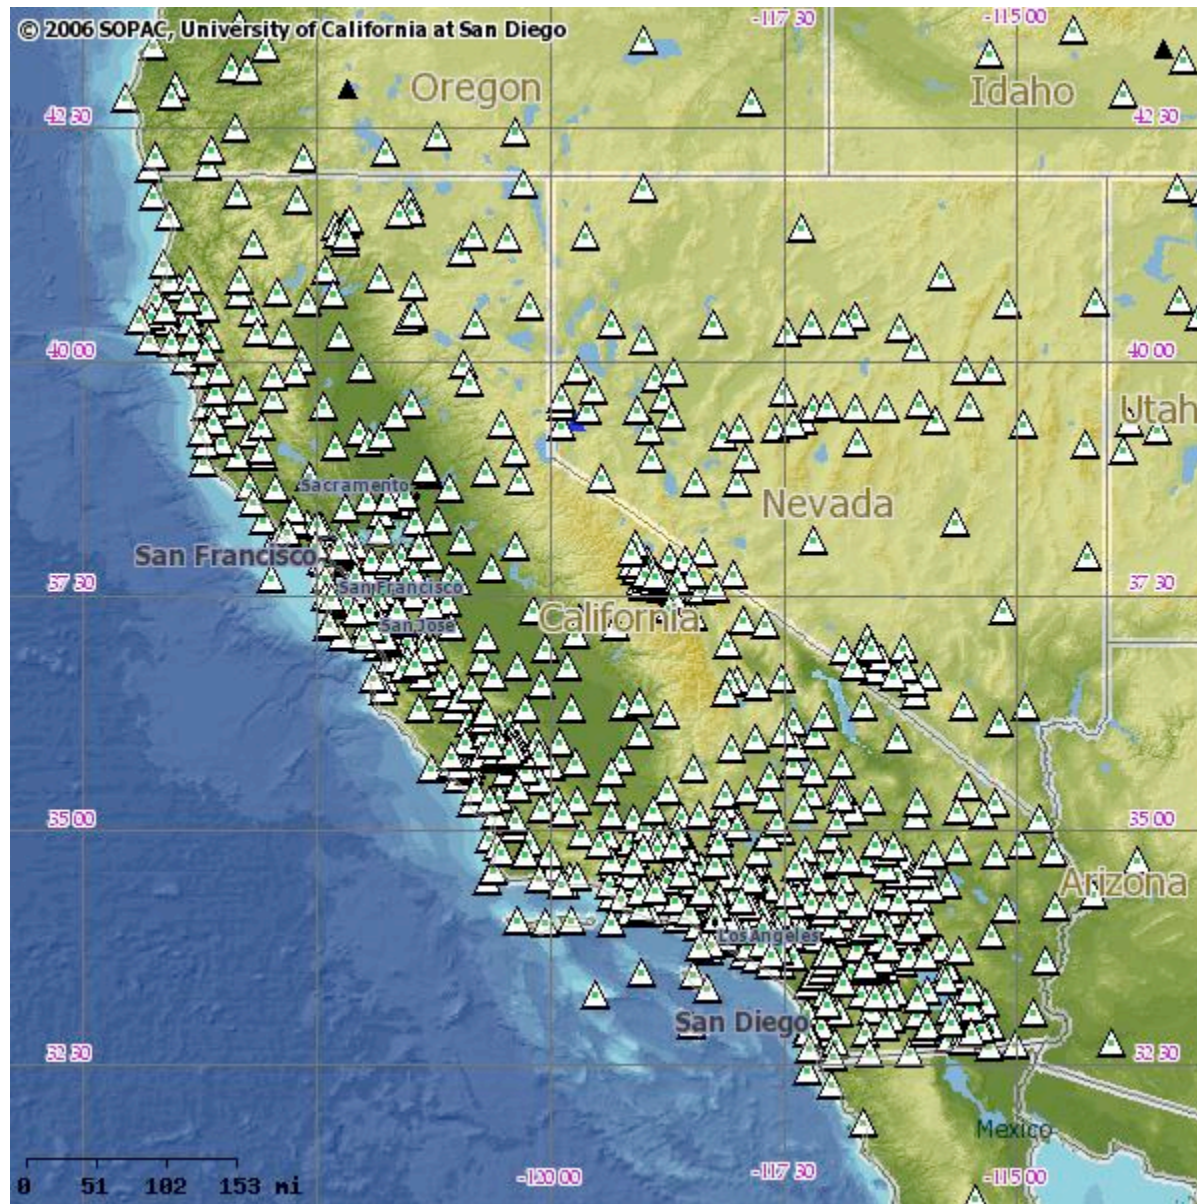 © 2006 SOPAC, University of California at San Diego
-117 30
-115 00
Oregon
Idaho
42 30
42 30
40 00
40 00
Utah
Sacramento
Nevada
San Francisco
37 30
San Francisco
37 30
California
San Jose
35 00
35 00
Arizona
Los Angeles
San Diego
32 30
32 30
Mexico
-120 00
-117 30
-115 00
0 51 102 153 mi